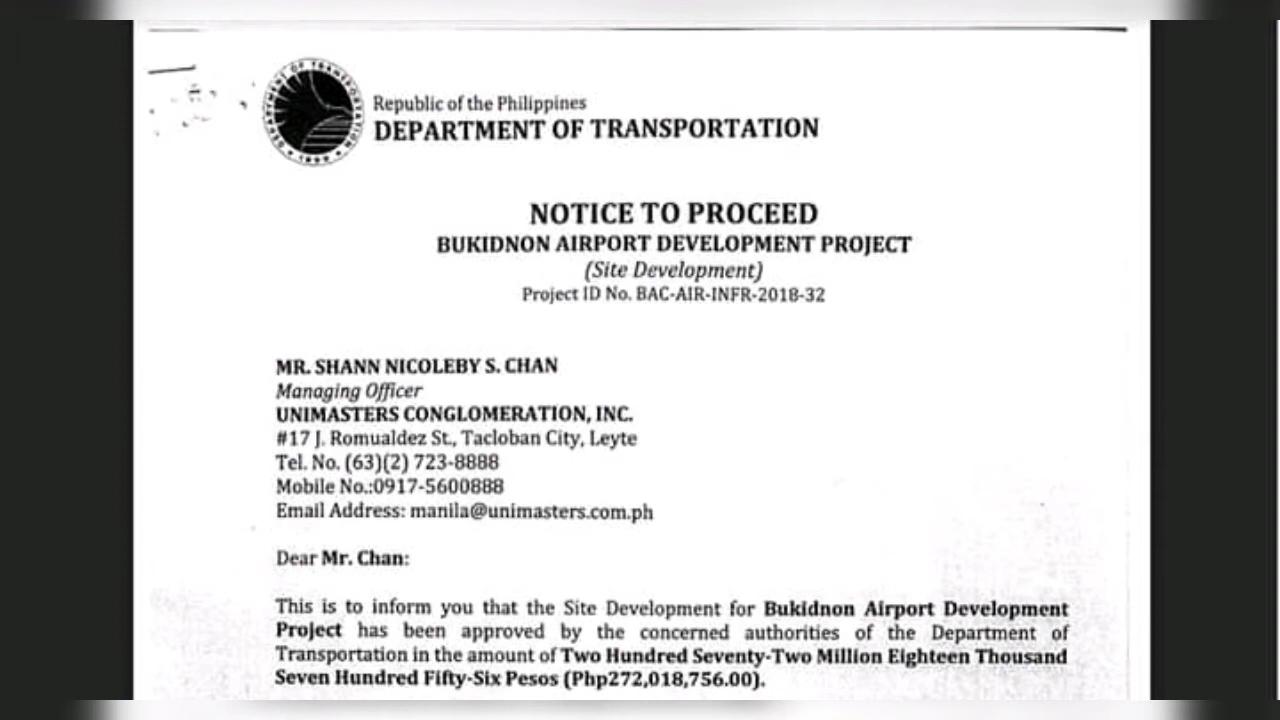 DEPARTMENT OF TRANSPORTATION
Republic of the Philippines
DEPARTMENT OF TRANSPORTATION
NOTICE TO PROCEED
BUKIDNON AIRPORT DEVELOPMENT PROJECT
(Site Development)
Project ID No. BAC-AIR-INFR-2018-32
MR. SHANN NICOLEBY S. CHAN
Managing Officer
UNIMASTERS CONGLOMERATION, INC.
#17 J. Romualdez St., Tacloban City, Leyte
Tel. No. (63)(2) 723-8888
Mobile No.:0917-5600888
Email Address: manila@unimasters.com.ph
Dear Mr. Chan:
This is to inform you that the Site Development for Bukidnon Airport Development
Project has been approved by the concerned authorities of the Department of
Transportation in the amount of Two Hundred Seventy-Two Million Eighteen Thousand
Seven Hundred Fifty-Six Pesos (Php272,018,756.00).